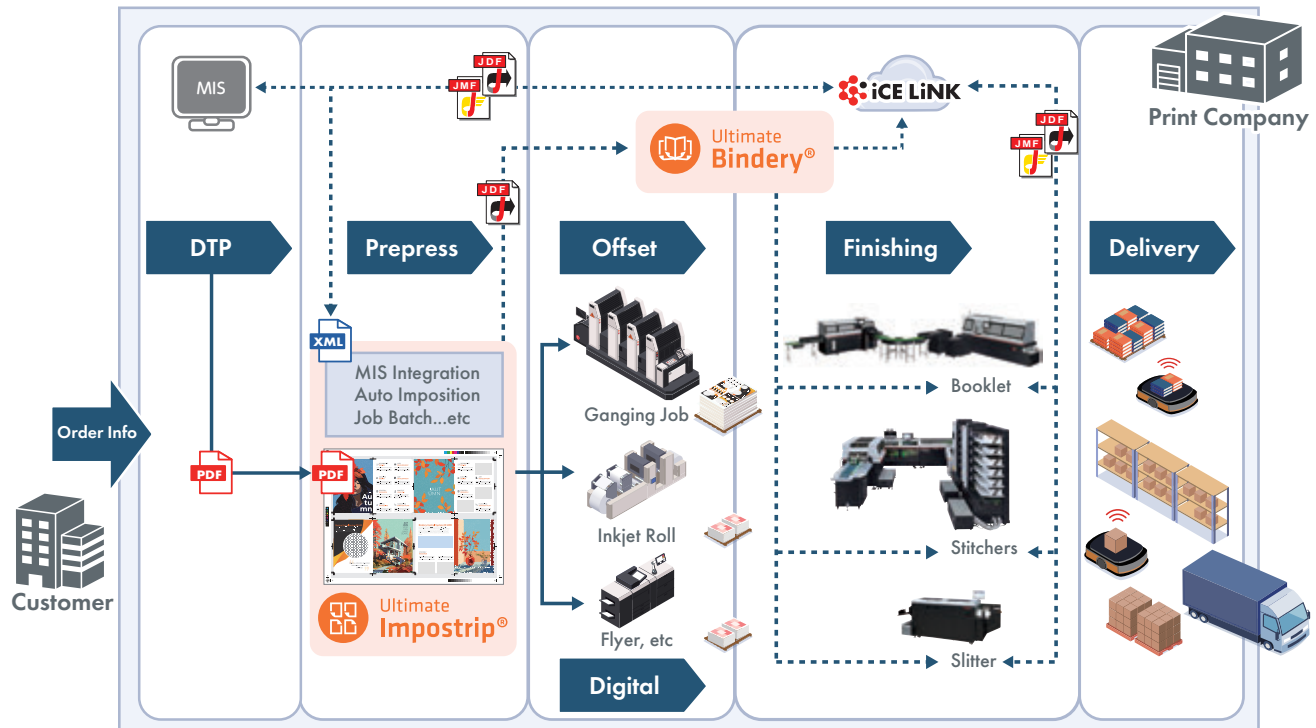 MIS
JDF
JMF
iCE LiNK
Print Company
JDF
JMF
Ultimate
Bindery®
JDF
DTP
Prepress
Offset
Finishing
Delivery
XML
MIS Integration
Auto Imposition
Job Batch...etc
Order Info
PDF
PDF
Ultimate
Impostrip®
Customer
Ganging Job
Inkjet Roll
Flyer, etc
Digital
Booklet
Stitchers
Slitter